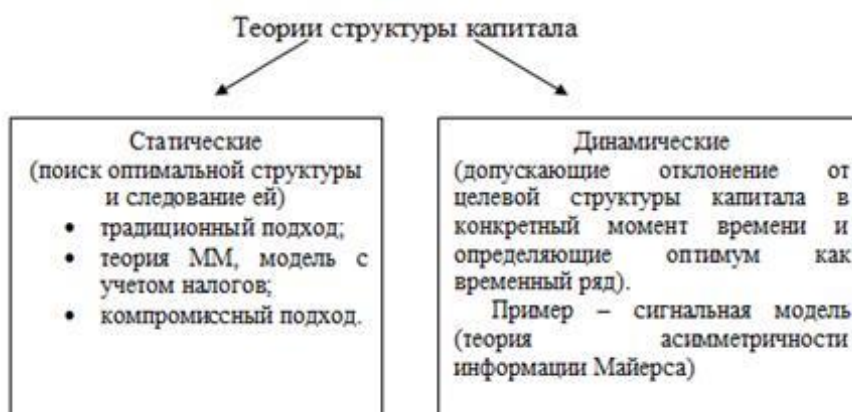 Теории структуры капитала
Статические
(поиск оптимальной структуры
и следование ей)
• традиционный подход;
• теория ММ, модель с
учетом налогов;
• компромиссный подход.
Динамические
(допускающие отклонение от
целевой структуры капитала в
конкретный момент времени и
определяющие оптимум как
временный ряд).
Пример – сигнальная модель
(теория асимметричности
информации Майерса)